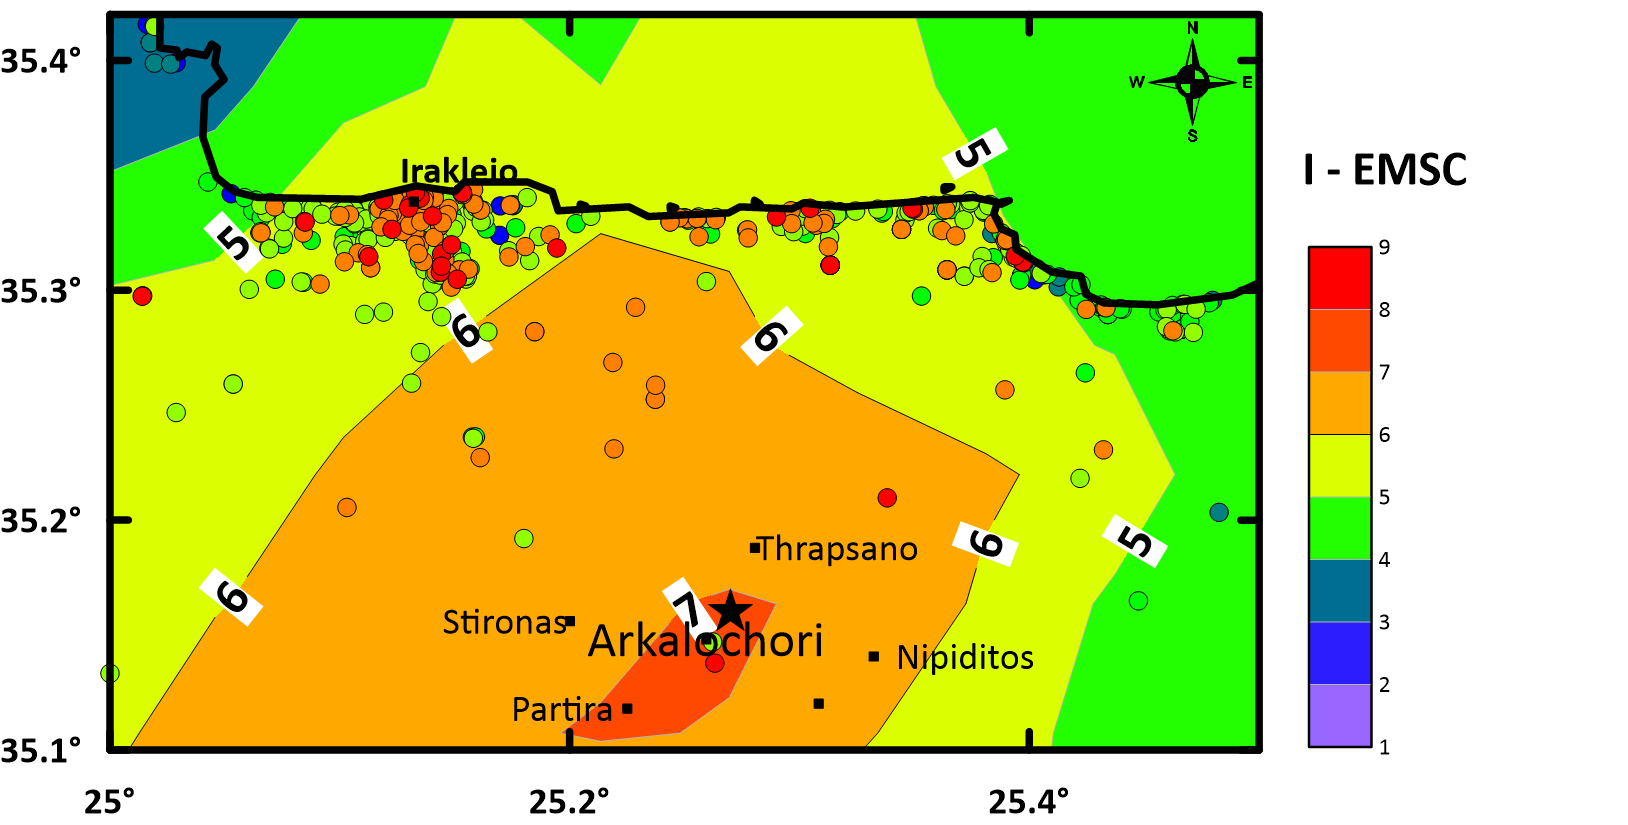 N
W E
S
35.4°
35.3°
35.2°
35.1°
25°
25.2°
25.4°
Irakleio
5
5
6
6
6
6
5
7
Thrapsano
Stironas
Arkalochori
Nipiditos
Partira
I - EMSC
9
8
7
6
5
4
3
2
1